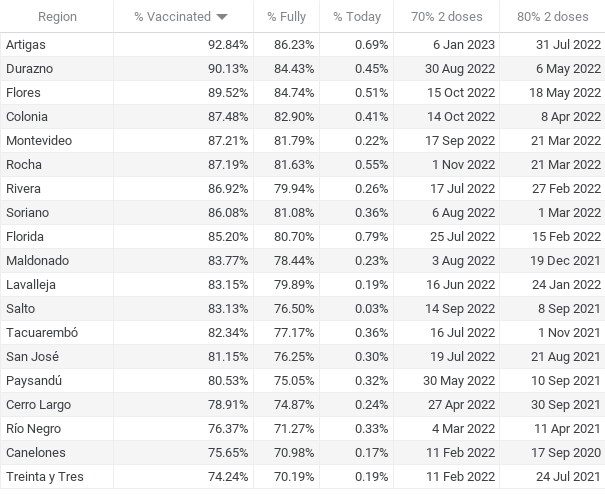 Region % Vaccinated % Fully % Today 70% 2 doses 80% 2 doses
Artigas 92.84% 86.23% 0.69% 6 Jan 2023 31 Jul 2022
Durazno 90.13% 84.43% 0.45% 30 Aug 2022 6 May 2022
Flores 89.52% 84.74% 0.51% 15 Oct 2022 18 May 2022
Colonia 87.48% 82.90% 0.41% 14 Oct 2022 8 Apr 2022
Montevideo 87.21% 81.79% 0.22% 17 Sep 2022 21 Mar 2022
Rocha 87.19% 81.63% 0.55% 1 Nov 2022 21 Mar 2022
Rivera 86.92% 79.94% 0.26% 17 Jul 2022 27 Feb 2022
Soriano 86.08% 81.08% 0.36% 6 Aug 2022 1 Mar 2022
Florida 85.20% 80.70% 0.79% 25 Jul 2022 15 Feb 2022
Maldonado 83.77% 78.44% 0.23% 3 Aug 2022 19 Dec 2021
Lavalleja 83.15% 79.89% 0.19% 16 Jun 2022 24 Jan 2022
Salto 83.13% 76.50% 0.03% 14 Sep 2022 8 Sep 2021
Tacuarembó 82.34% 77.17% 0.36% 16 Jul 2022 1 Nov 2021
San José 81.15% 76.25% 0.30% 19 Jul 2022 21 Aug 2021
Paysandú 80.53% 75.05% 0.32% 30 May 2022 10 Sep 2021
Cerro Largo 78.91% 74.87% 0.24% 27 Apr 2022 30 Sep 2021
Río Negro 76.37% 71.27% 0.33% 4 Mar 2022 11 Apr 2021
Canelones 75.65% 70.98% 0.17% 11 Feb 2022 17 Sep 2020
Treinta y Tres 74.24% 70.19% 0.19% 11 Feb 2022 24 Jul 2021